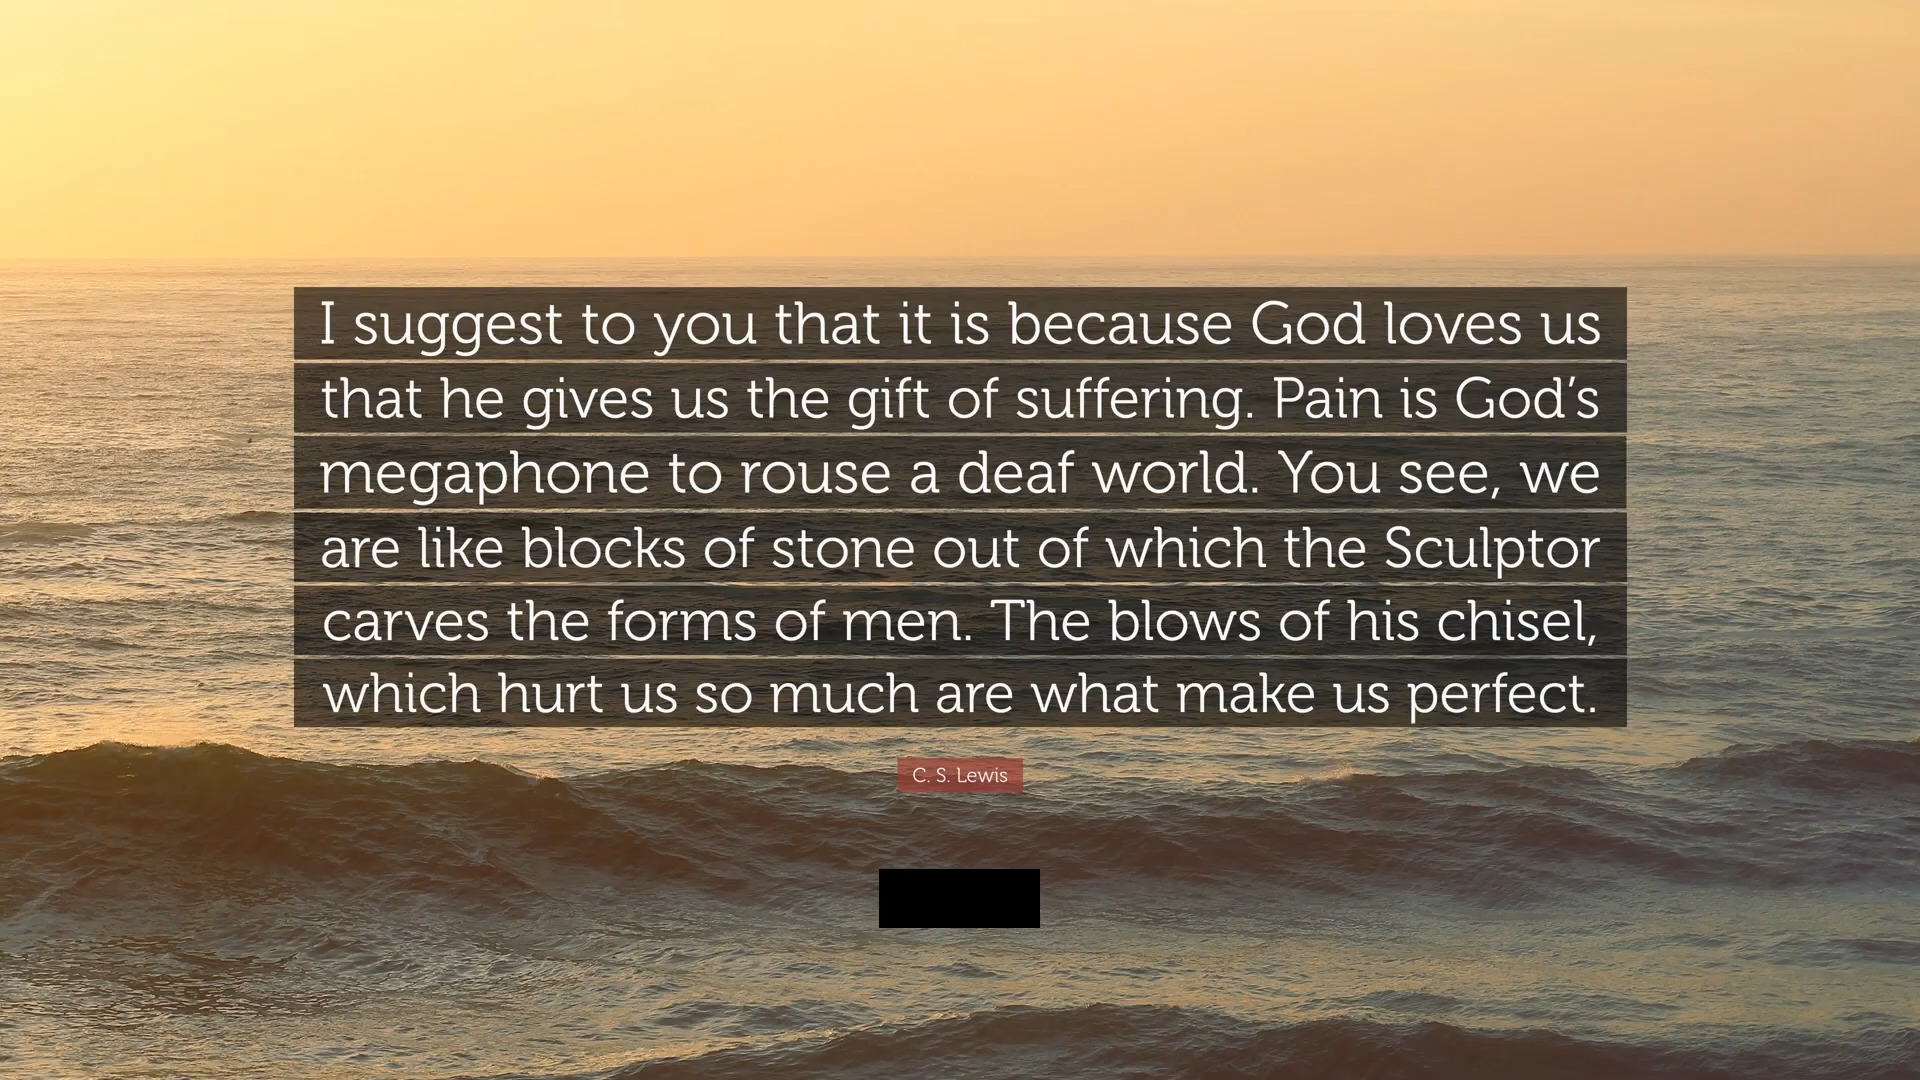 I suggest to you that it is because God loves us
that he gives us the gift of suffering. Pain is God’s
megaphone to rouse a deaf world. You see, we
are like blocks of stone out of which the Sculptor
carves the forms of men. The blows of his chisel,
which hurt us so much are what make us perfect.
C. S. Lewis